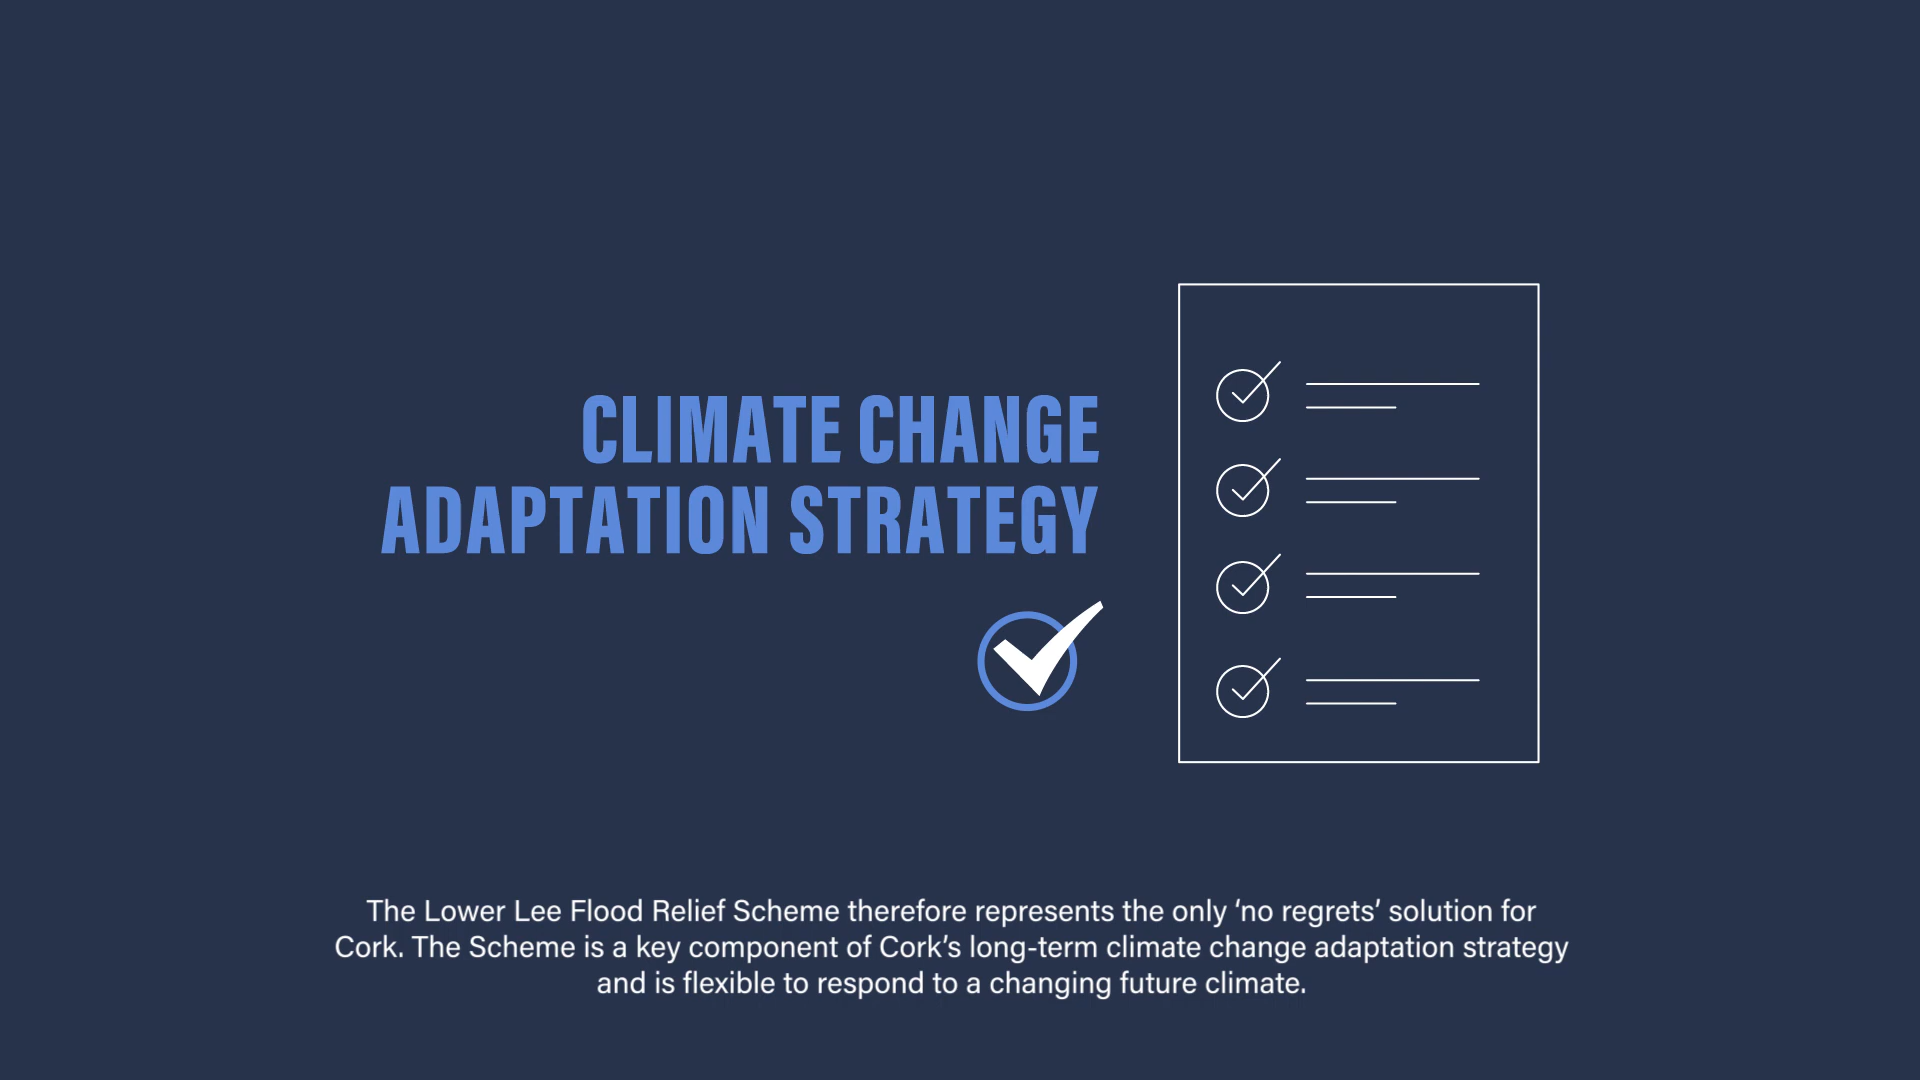 CLIMATE CHANGE
ADAPTATION STRATEGY
The Lower Lee Flood Relief Scheme therefore represents the only ‘no regrets’ solution for
Cork. The Scheme is a key component of Cork’s long-term climate change adaptation strategy
and is flexible to respond to a changing future climate.